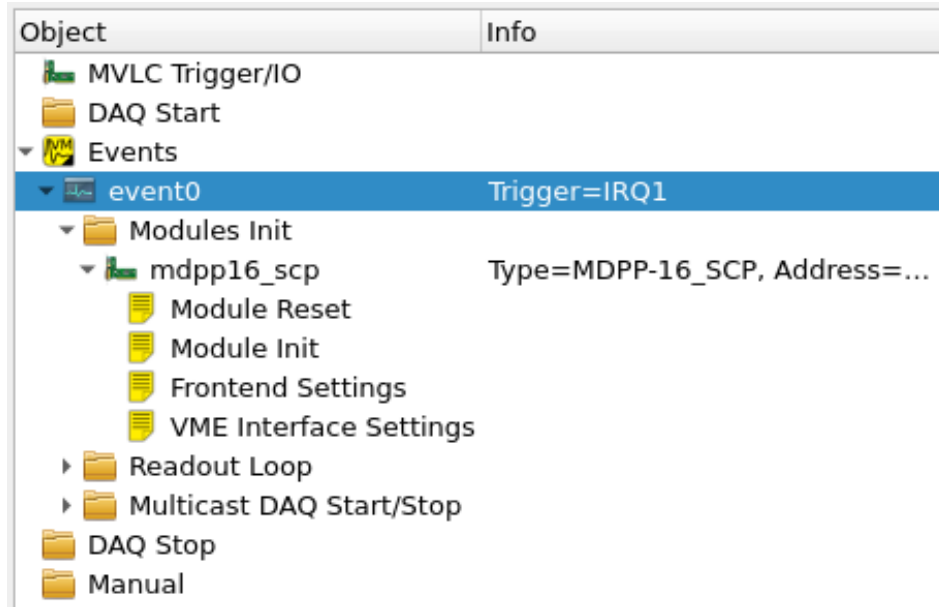 Object Info
MVLC Trigger/IO
DAQ Start
Events
event0 Trigger=IRQ1
Modules Init
mdpp16_scp Type=MDPP-16_SCP, Address=...
Module Reset
Module Init
Frontend Settings
VME Interface Settings
Readout Loop
Multicast DAQ Start/Stop
DAQ Stop
Manual